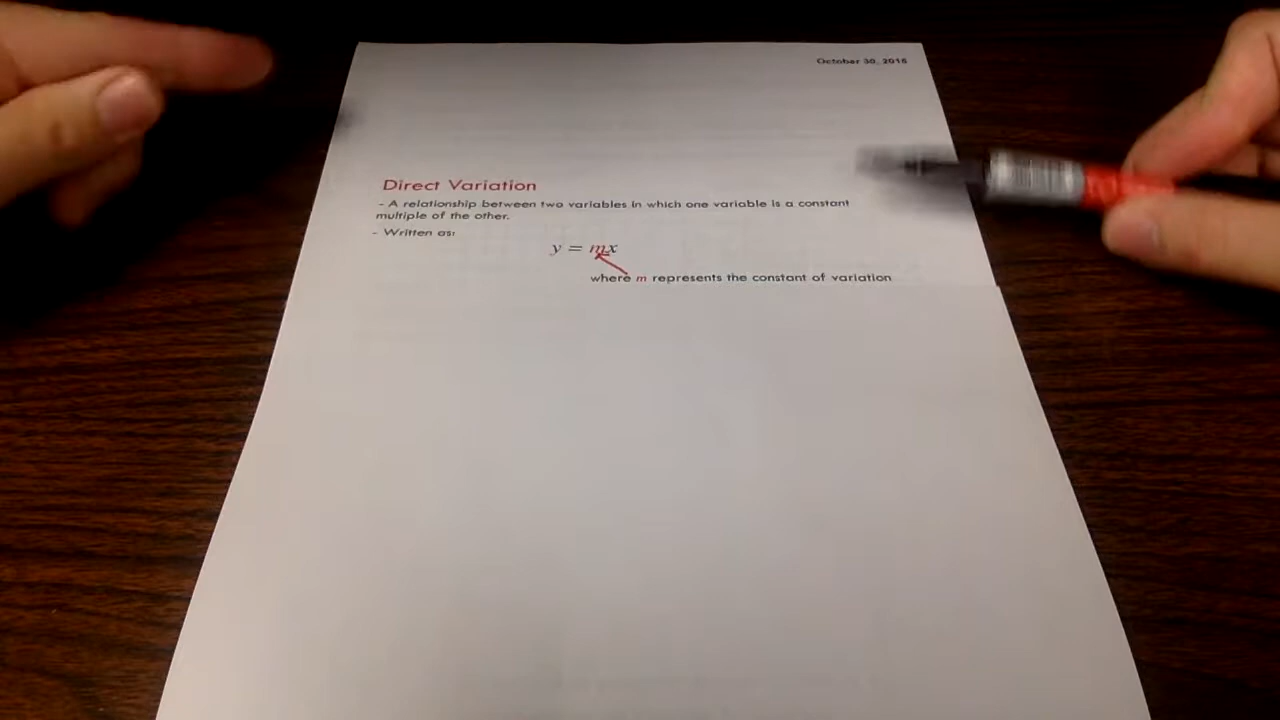 October 30, 2016
Direct Variation
- A relationship between two variables in which one variable is a constant
multiple of the other.
- Written as:
y = mx
where m represents the constant of variation